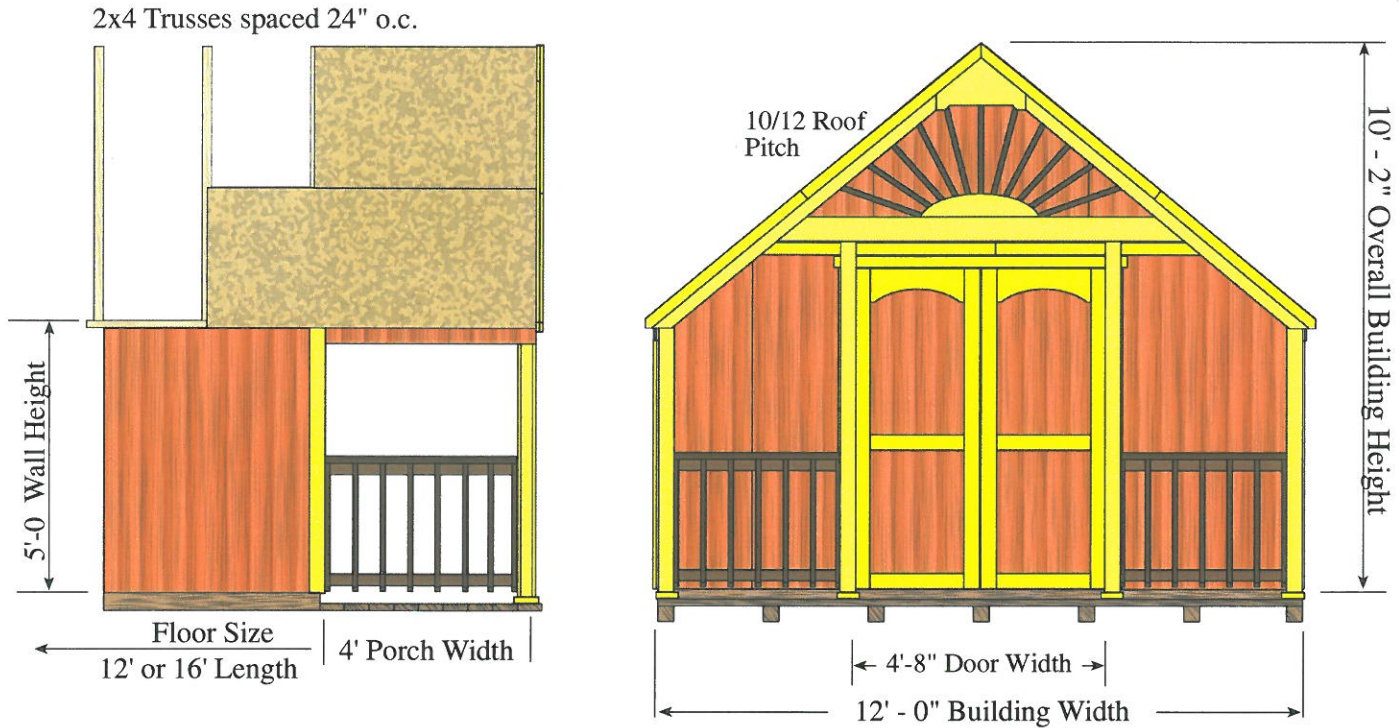 2x4 Trusses spaced 24" o.c.
10/12 Roof
Pitch
10' - 2" Overall Building Height
5'-0 Wall Height
Floor Size
12' or 16' Length
4' Porch Width
4'-8" Door Width
12' - 0" Building Width